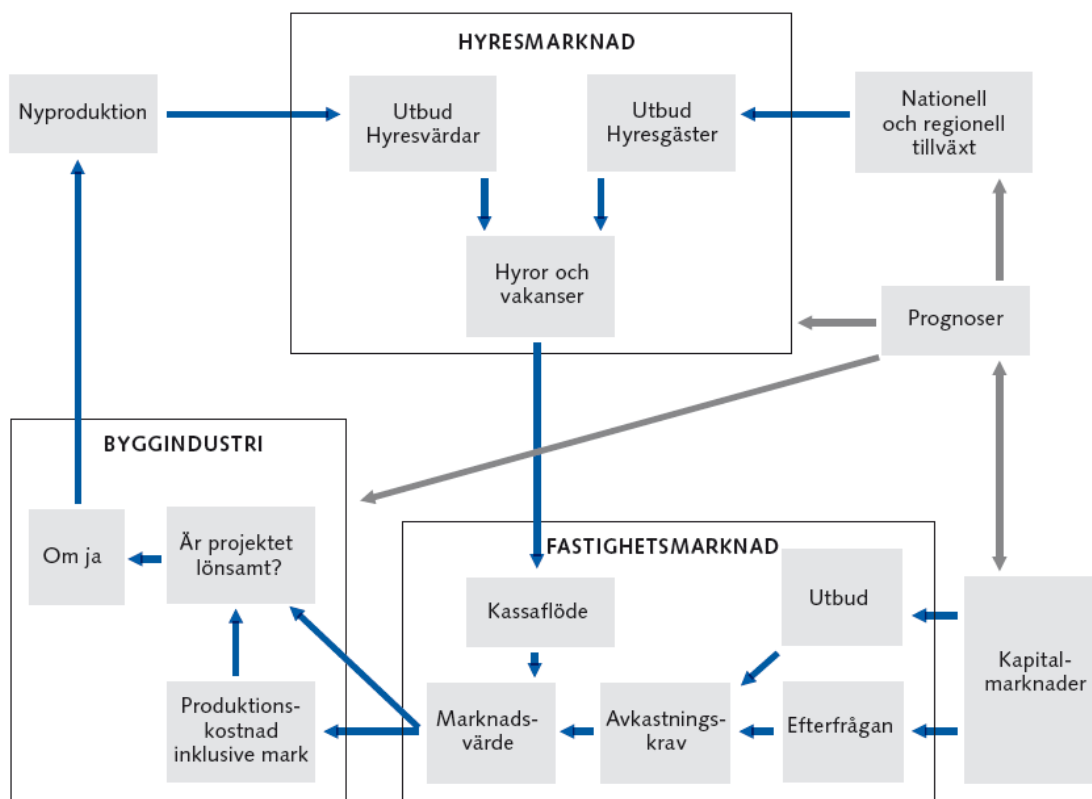 HYRESMARKNAD
Nyproduktion
Utbud
Hyresvärdar
Utbud
Hyresgäster
Nationell
och regionell
tillväxt
Hyror och
vakanser
Prognoser
BYGGINDUSTRI
Om ja
Är projektet
lönsamt?
Produktions-
kostnad
inklusive mark
FASTIGHETSMARKNAD
Kassaflöde
Utbud
Marknads-
värde
Avkastnings-
krav
Efterfrågan
Kapital-
marknader